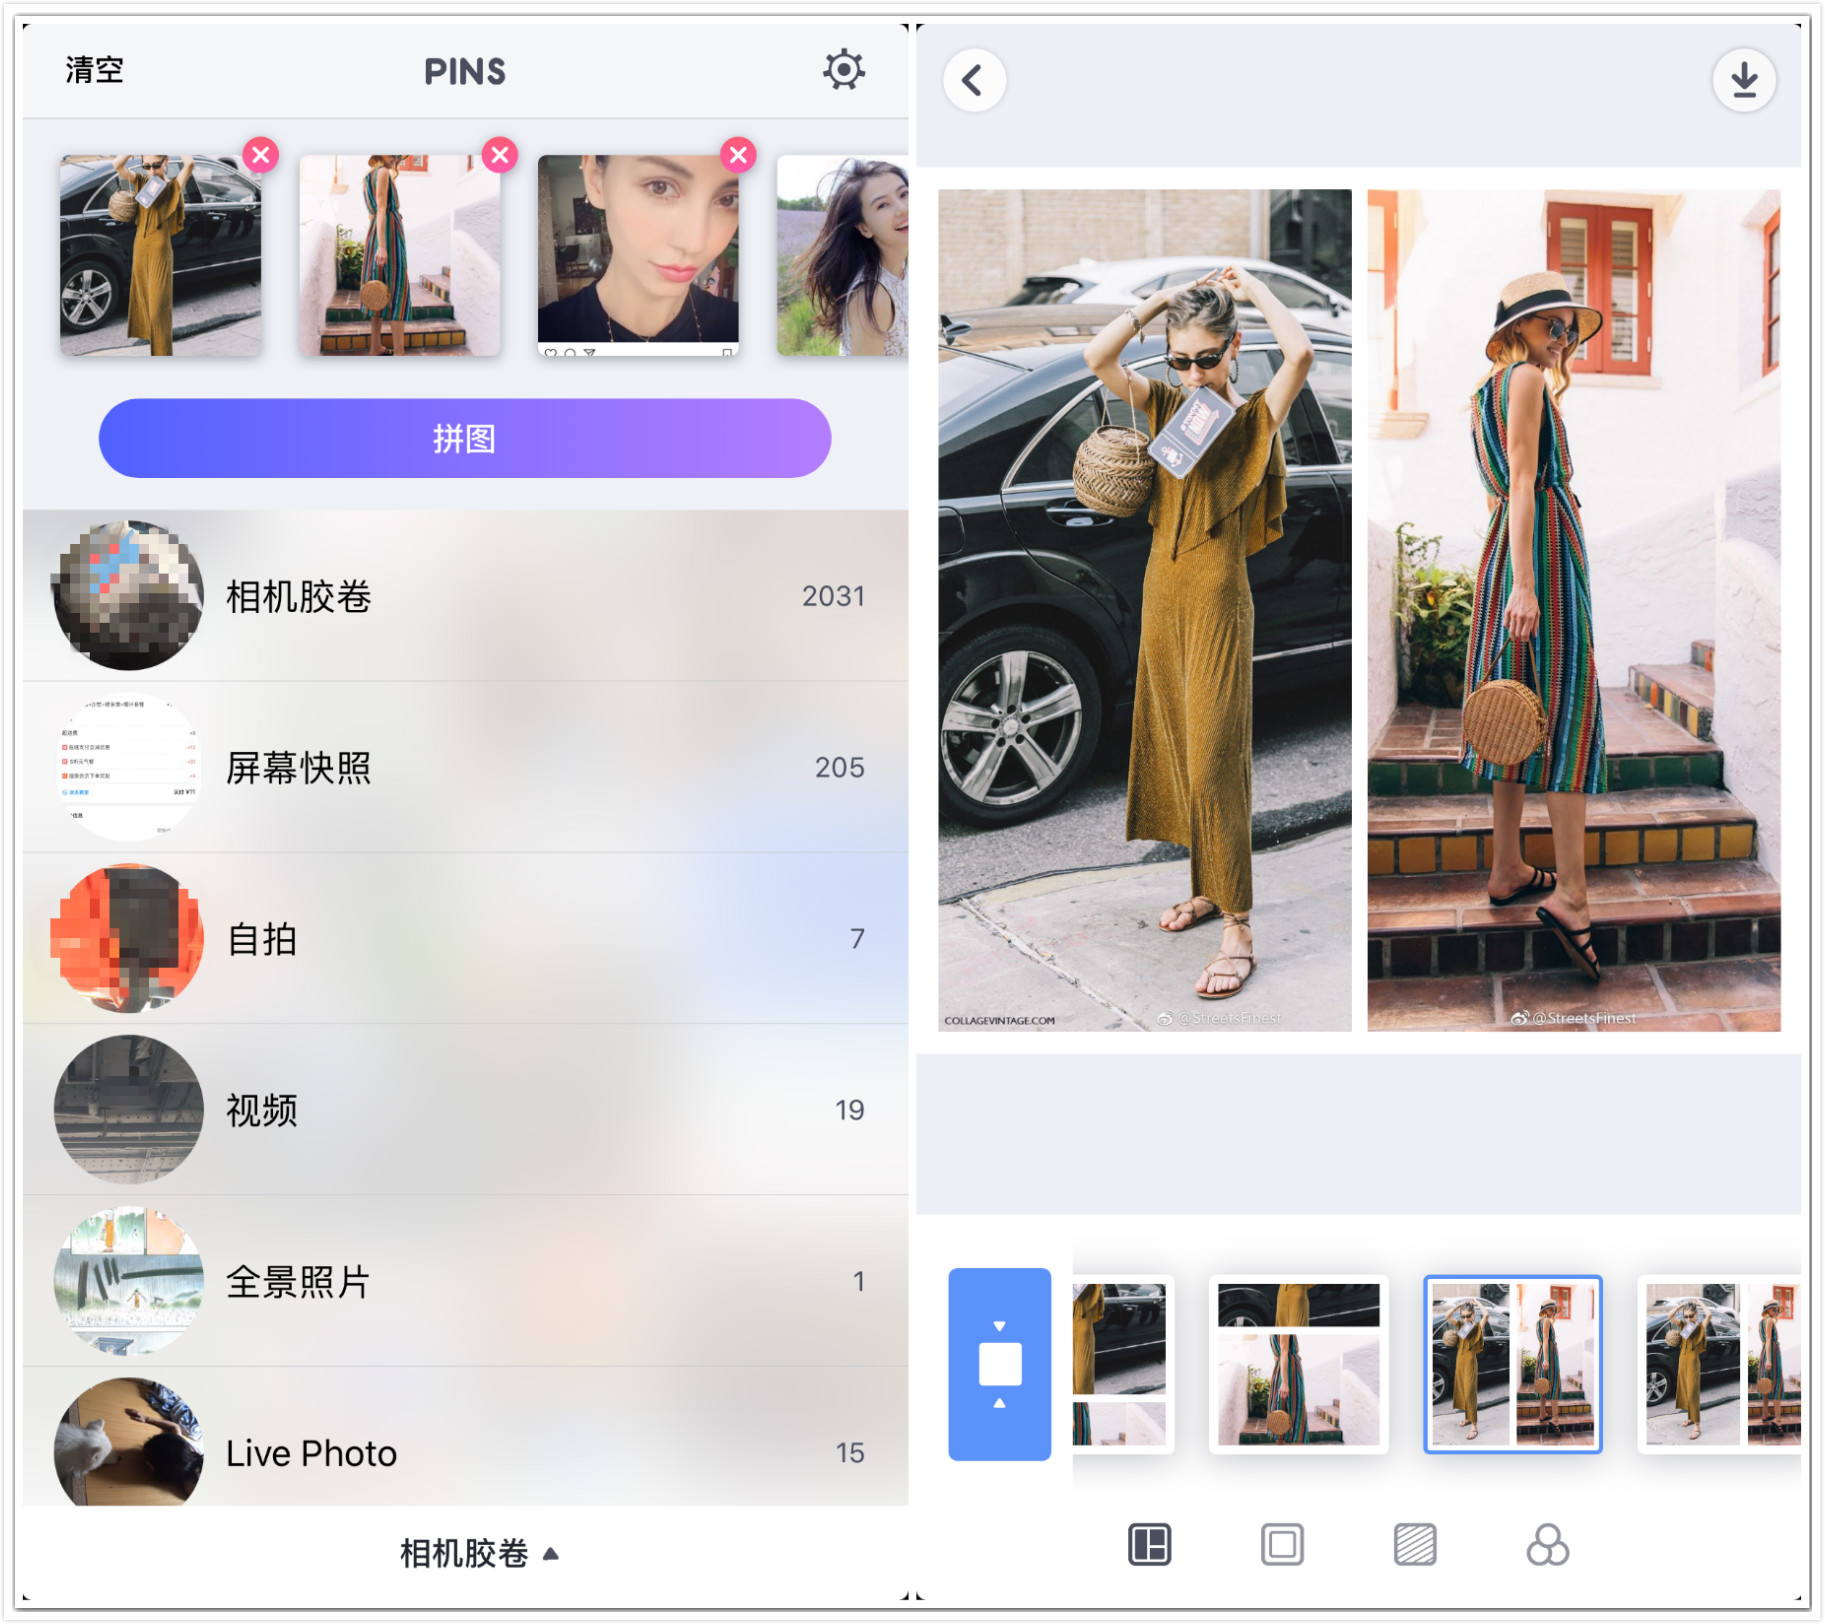 清空
PINS
拼图
相机胶卷
2031
屏幕快照
205
自拍
7
视频
19
全景照片
1
Live Photo
15
相机胶卷
COLLAGEVINTAGE.COM
@StreetsFinest
@StreetsFinest